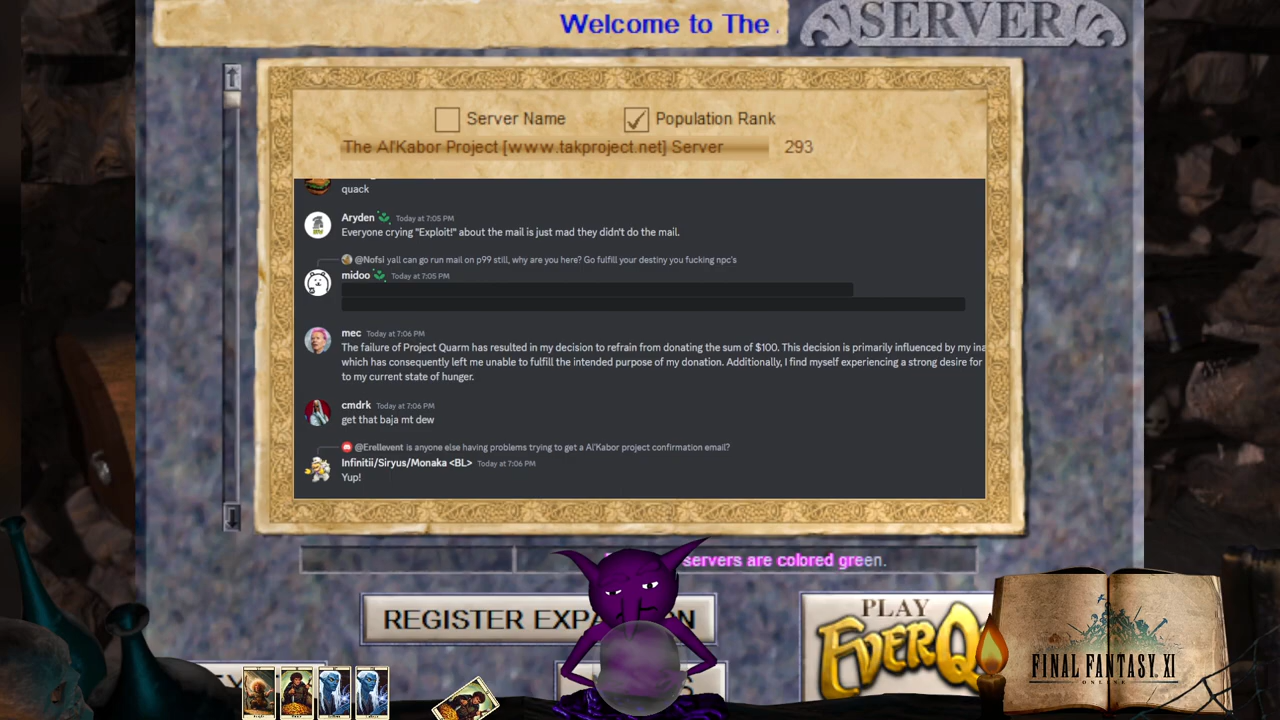 Welcome to The
SERVER
Server Name
Population Rank
The Al'Kabor Project [www.takproject.net] Server 293
quack
Aryden Today at 7:05 PM
Everyone crying "Exploit!" about the mail is just mad they didn't do the mail.
@Nofsi yall can go run mail on p99 still, why are you here? Go fulfill your destiny you fucking npc's
midoo Today at 7:05 PM
mec Today at 7:06 PM
The failure of Project Quarm has resulted in my decision to refrain from donating the sum of $100. This decision is primarily influenced by my ina
which has consequently left me unable to fulfill the intended purpose of my donation. Additionally, I find myself experiencing a strong desire for
to my current state of hunger.
cmdrk Today at 7:06 PM
get that baja mt dew
@Erellevent is anyone else having problems trying to get a Al'Kabor project confirmation email?
Infinitii/Siryus/Monaka <BL> Today at 7:06 PM
Yup!
servers are colored green.
REGISTER EXPA ON
PLAY
EVERQ
FINAL FANTASY XI
ONLINE